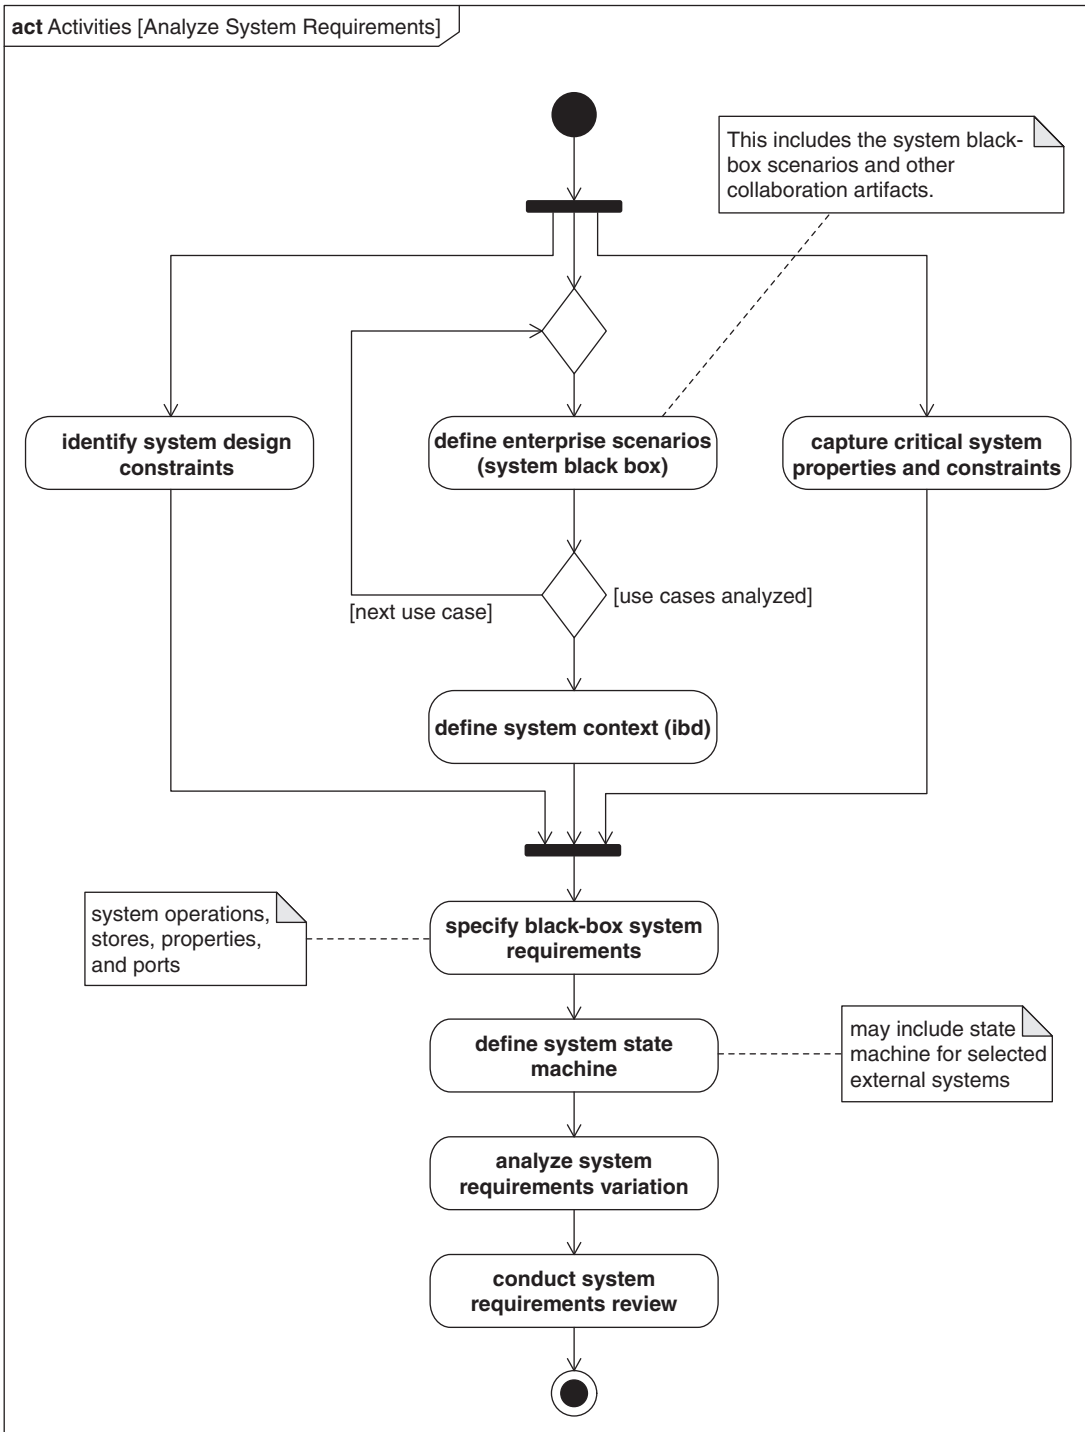 act Activities [Analyze System Requirements]
This includes the system black-
box scenarios and other
collaboration artifacts.
identify system design
constraints
define enterprise scenarios
(system black box)
capture critical system
properties and constraints
[next use case]
[use cases analyzed]
define system context (ibd)
system operations,
stores, properties,
and ports
specify black-box system
requirements
define system state
machine
may include state
machine for selected
external systems
analyze system
requirements variation
conduct system
requirements review